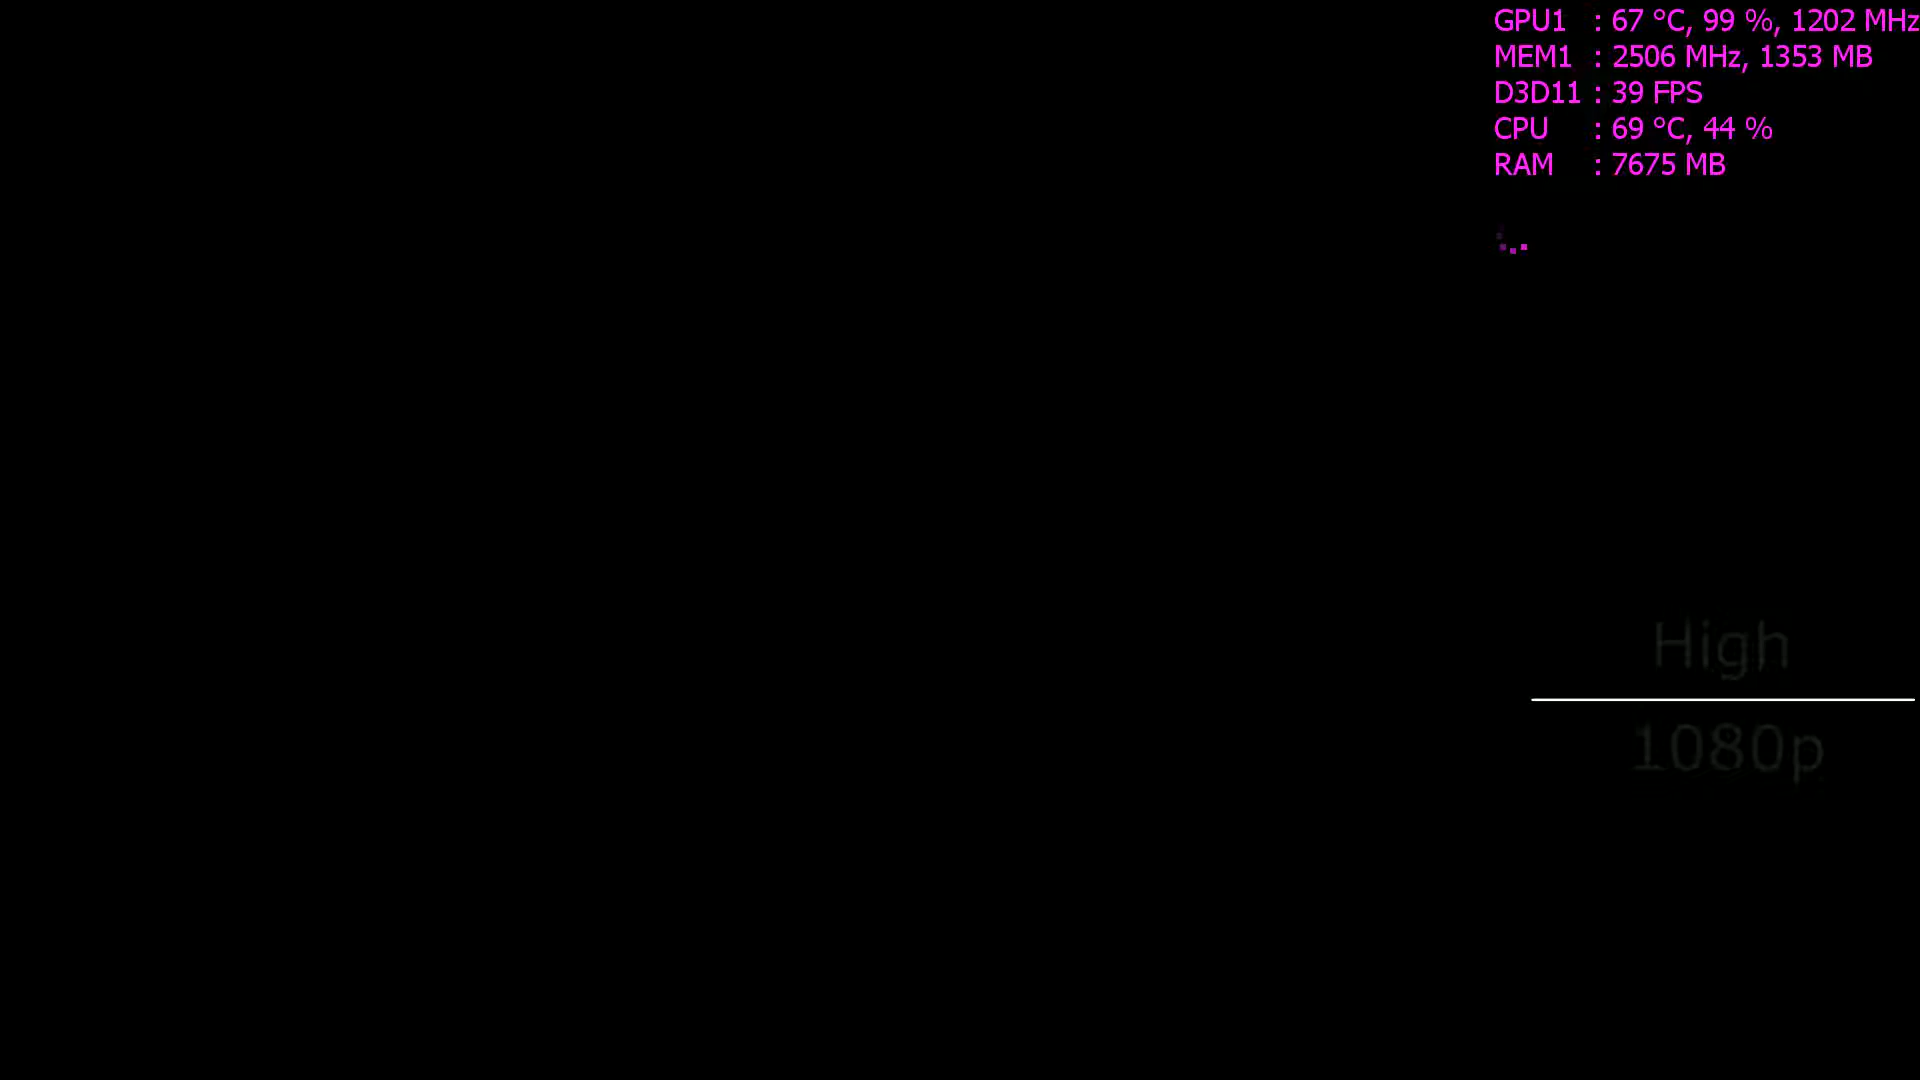 GPU1 : 67 °C, 99 %, 1202 MHz
MEM1 : 2506 MHz, 1353 MB
D3D11 : 39 FPS
CPU : 69 °C, 44 %
RAM : 7675 MB
High
1080p